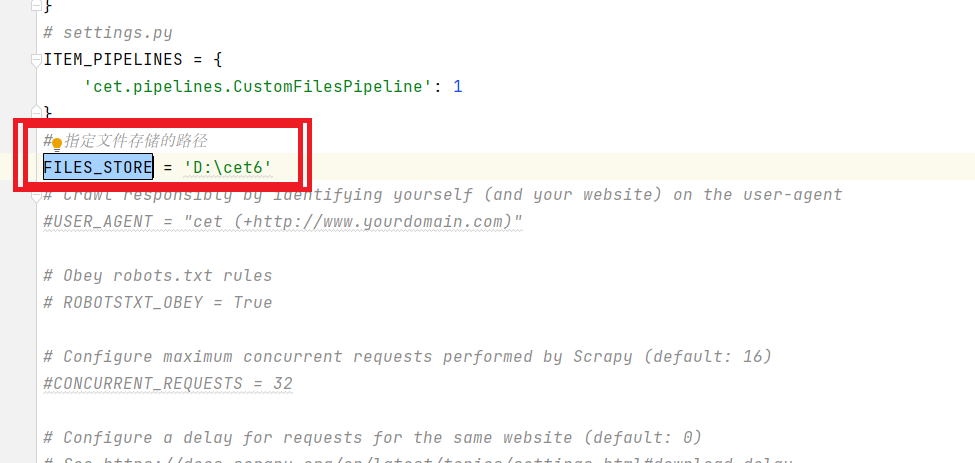 }
# settings.py
ITEM_PIPELINES = {
    'cet.pipelines.CustomFilesPipeline': 1
}
# 指定文件存储的路径
FILES_STORE = 'D:\cet6'
# Crawl responsibly by identifying yourself (and your website) on the user-agent
#USER_AGENT = "cet (+http://www.yourdomain.com)"
# Obey robots.txt rules
# ROBOTSTXT_OBEY = True
# Configure maximum concurrent requests performed by Scrapy (default: 16)
#CONCURRENT_REQUESTS = 32
# Configure a delay for requests for the same website (default: 0)
# See https://docs.scrapy.org/en/latest/topics/settings.html#download-delay